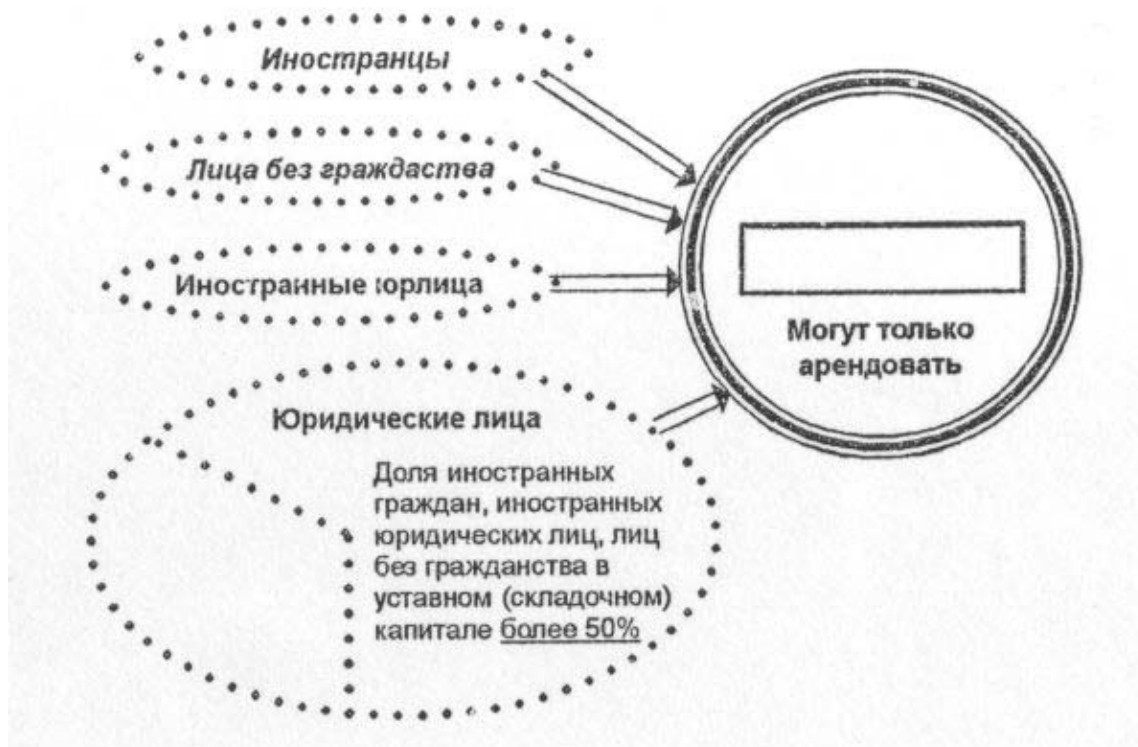 Иностранцы
Лица без граждаства
Иностранные юрлица
Могут только
арендовать
Юридические лица
Доля иностранных
граждан, иностранных
юридических лиц, лиц
без гражданства в
уставном (складочном)
капитале более 50%